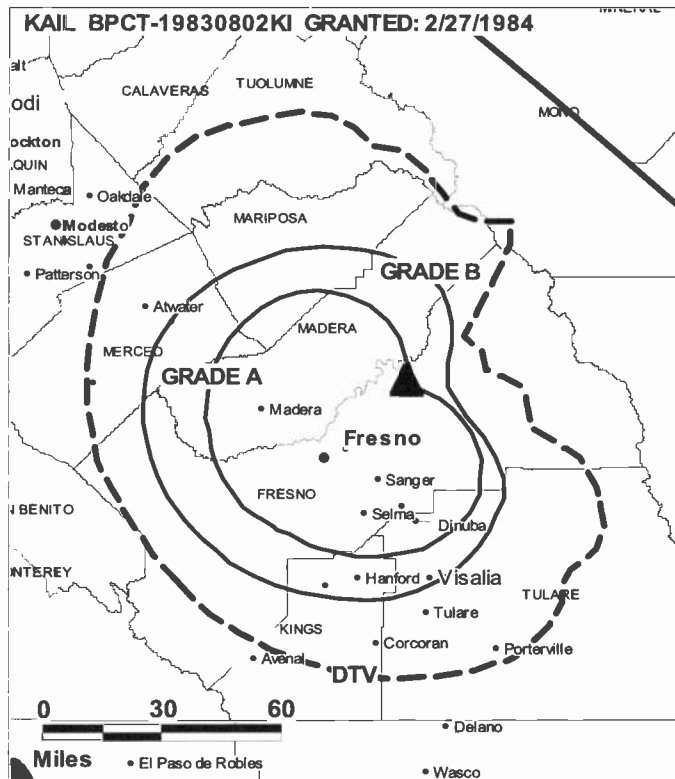 KAIL BPCT-19830802KI GRANTED: 2/27/1984
alt
TUOLUMNE
CALAVERAS
odi
MONO
ockton
QUIN
Manteca
Oakdale
MARIPOSA
Modesto
STANISLAUS
GRADE B
Patterson
Atwater
MADERA
MERCED
GRADE A
Madera
Fresno
Sanger
FRESNO
N BENITO
Selma
Dinuba
ONTEREY
Hanford
Visalia
TULARE
Tulare
KINGS
Corcoran
Porterville
Avenal
DTV
0 30 60
Delano
Miles
El Paso de Robles
Wasco